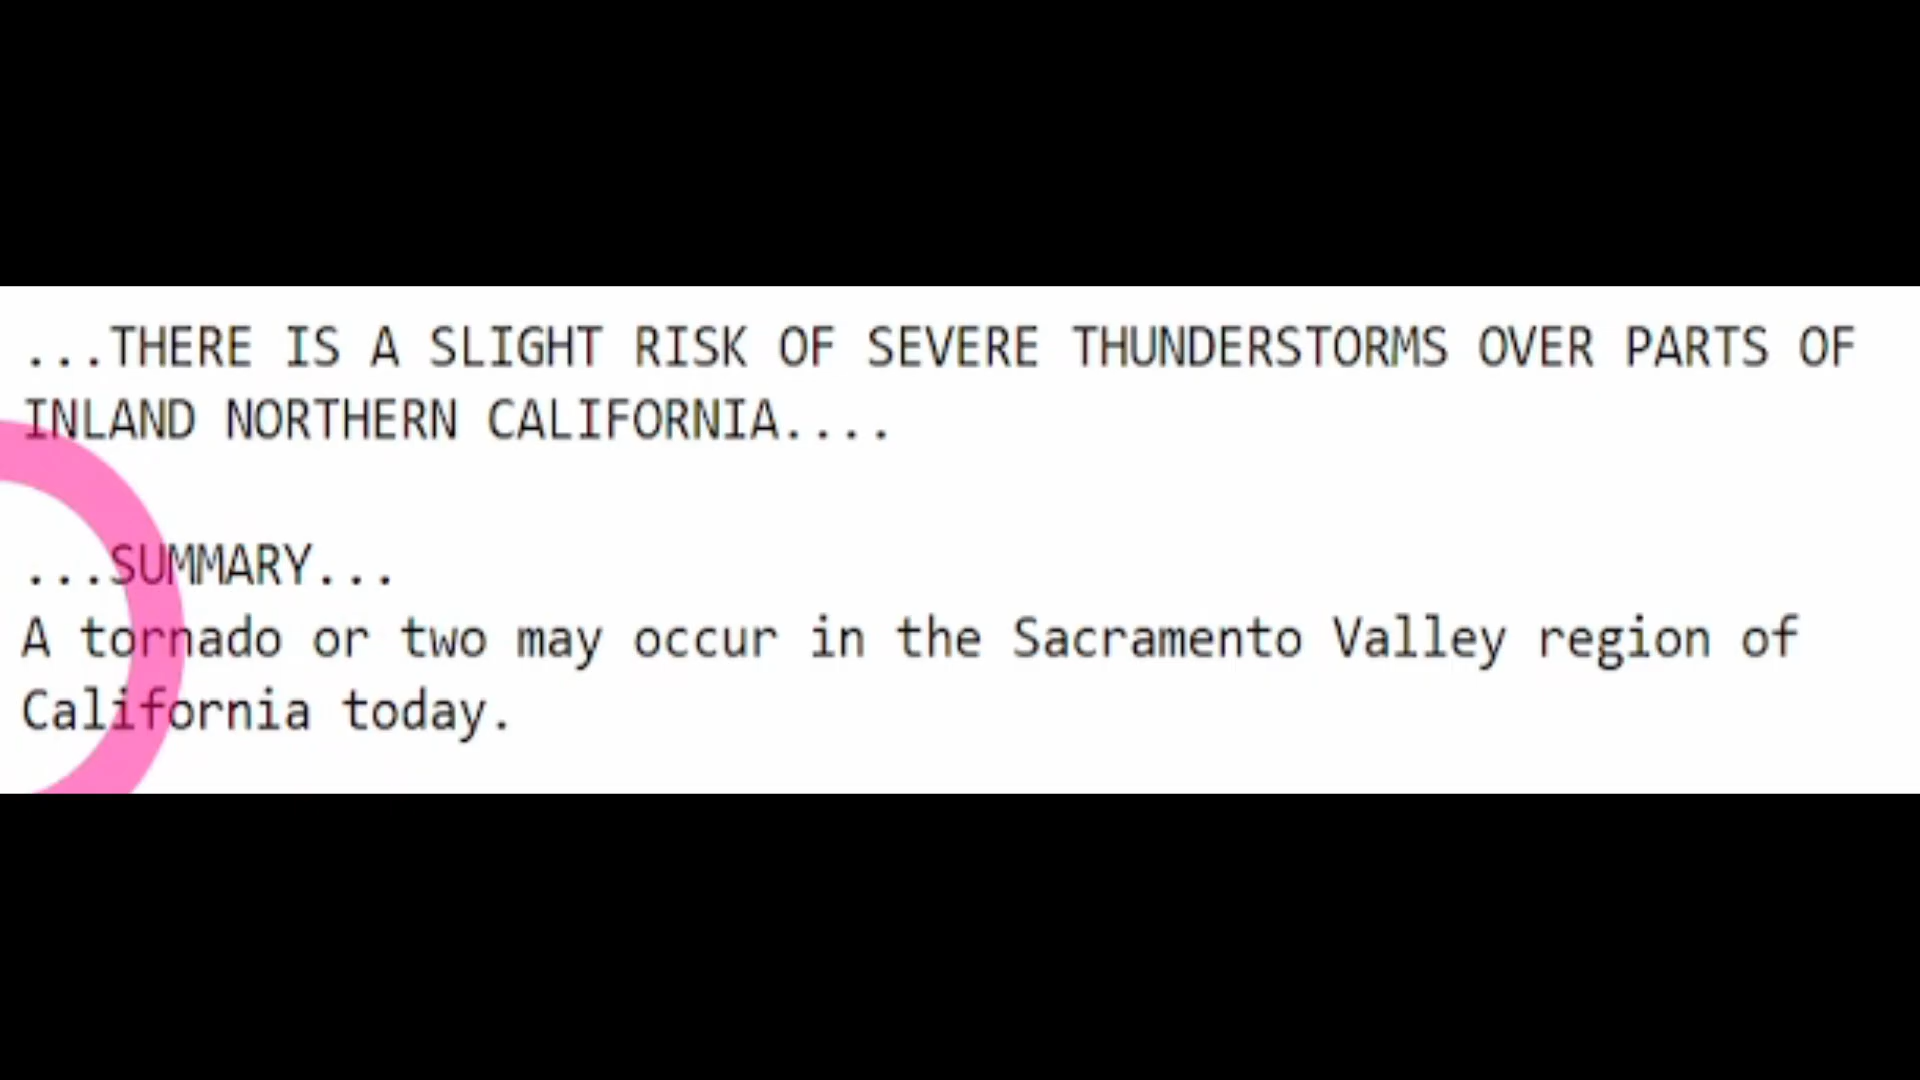 ...THERE IS A SLIGHT RISK OF SEVERE THUNDERSTORMS OVER PARTS OF
INLAND NORTHERN CALIFORNIA....
...SUMMARY...
A tornado or two may occur in the Sacramento Valley region of
California today.